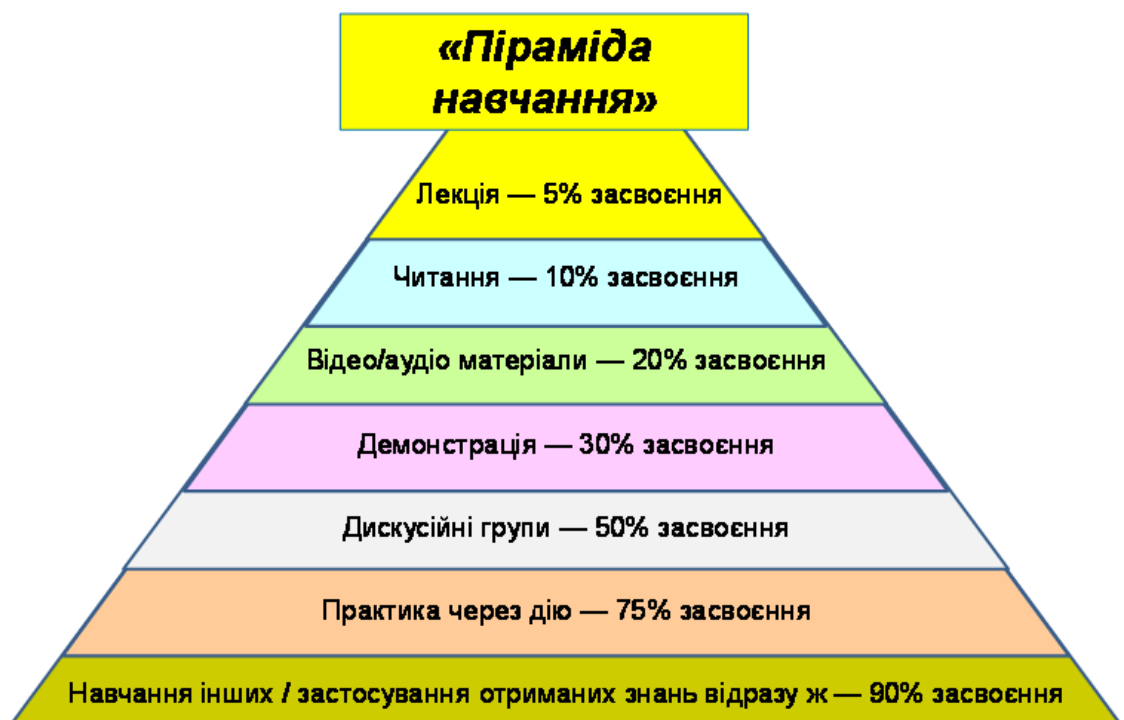 «Піраміда
навчання»
Лекція — 5% засвоєння
Читання — 10% засвоєння
Відео/аудіо матеріали — 20% засвоєння
Демонстрація — 30% засвоєння
Дискусійні групи — 50% засвоєння
Практика через дію — 75% засвоєння
Навчання інших / застосування отриманих знань відразу ж — 90% засвоєння